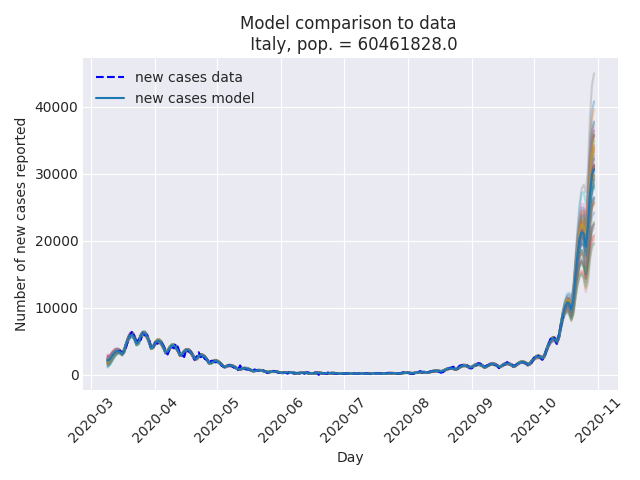 Model comparison to data
Italy, pop. = 60461828.0
new cases data
new cases model
Number of new cases reported
40000
30000
20000
10000
0
2020-03
2020-04
2020-05
2020-06
2020-07
2020-08
2020-09
2020-10
2020-11
Day